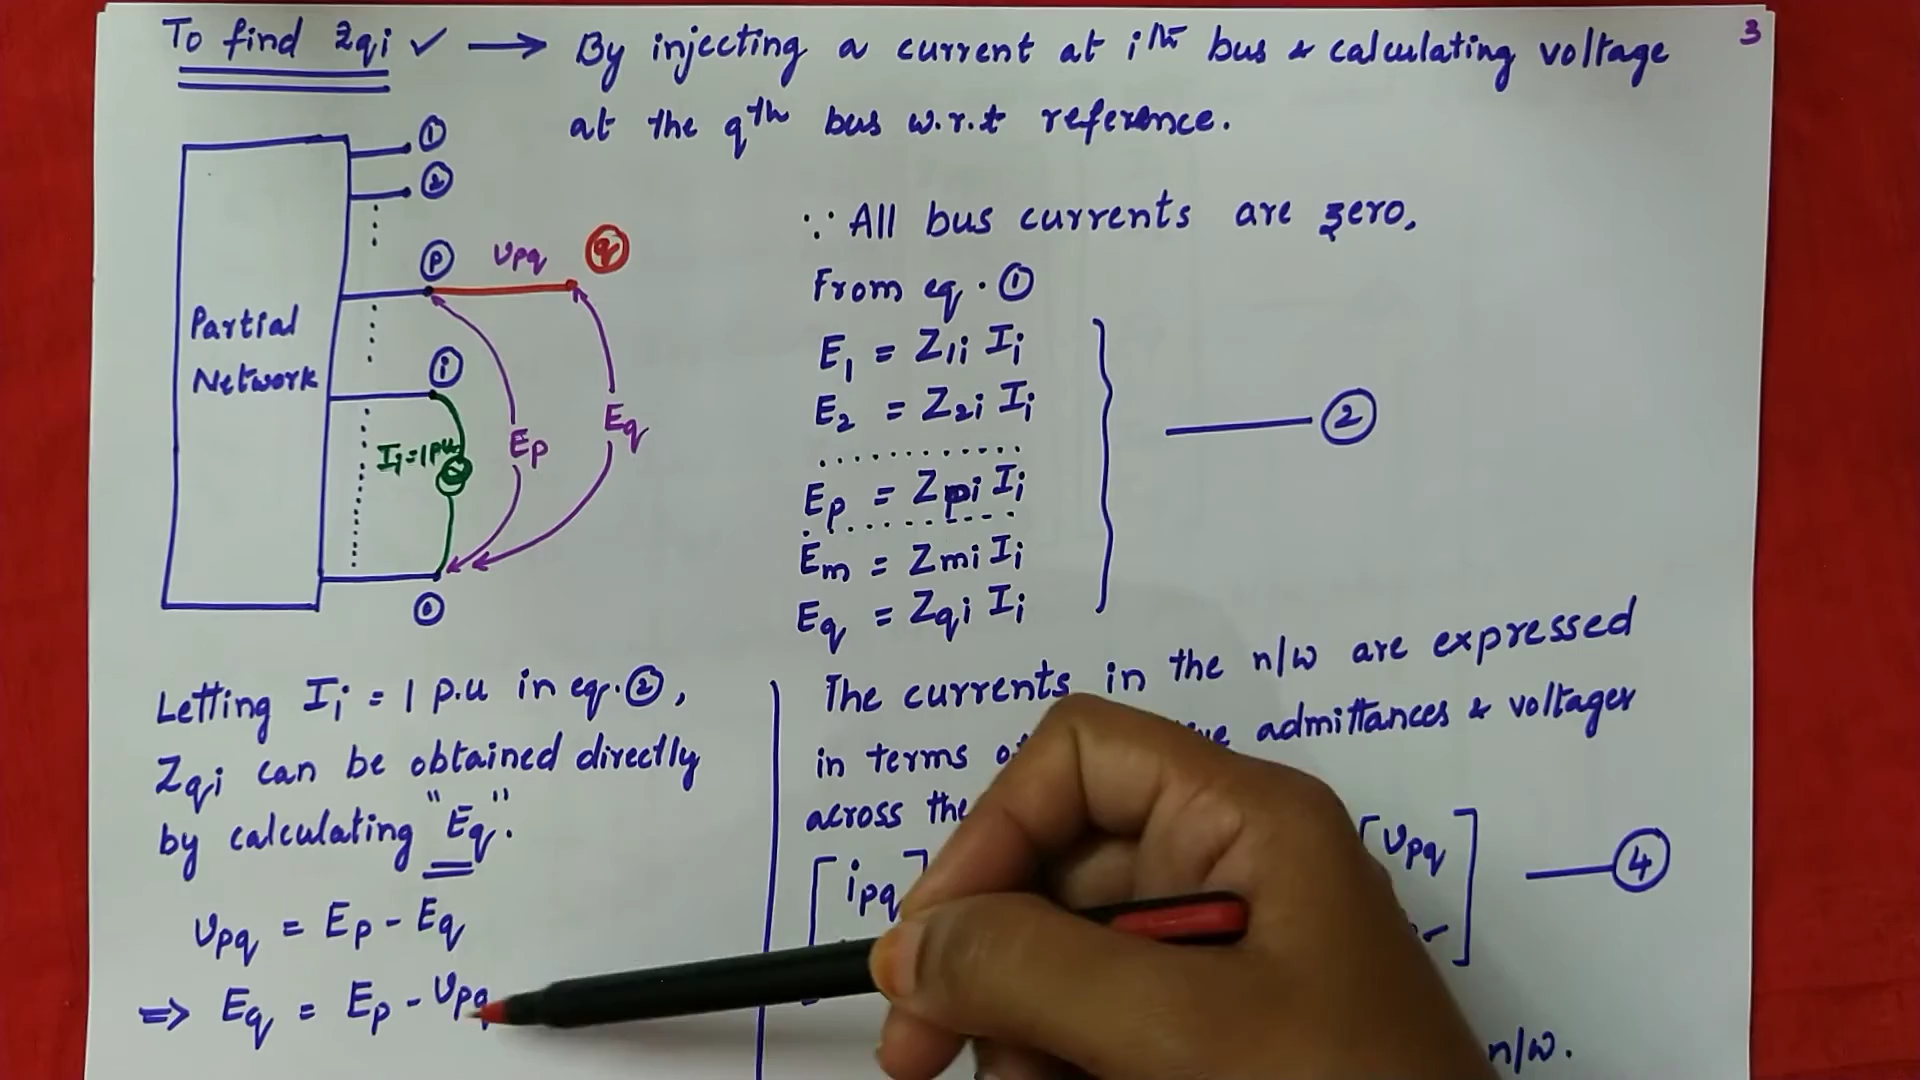 3
To find Zqi ✓ → By injecting a current at ith bus & calculating voltage
at the qth bus w.r.t reference.
1
2
p
vpq
q
Partial
Network
i
Ii=1pu
Ep
Eq
0
∵ All bus currents are zero,
From eq. ①
E1 = Z1i Ii
E2 = Z2i Ii
............
Ep = Zpi Ii
............
Em = Zmi Ii
Eq = Zqi Ii
②
Letting Ii = 1 p.u in eq.②,
Zqi can be obtained directly
by calculating "Eq".
vpq = Ep - Eq
⇒ Eq = Ep - vpq
The currents in the n/w are expressed
in terms admittances & voltages
across the
[ipq] [vpq] ④
n/w.